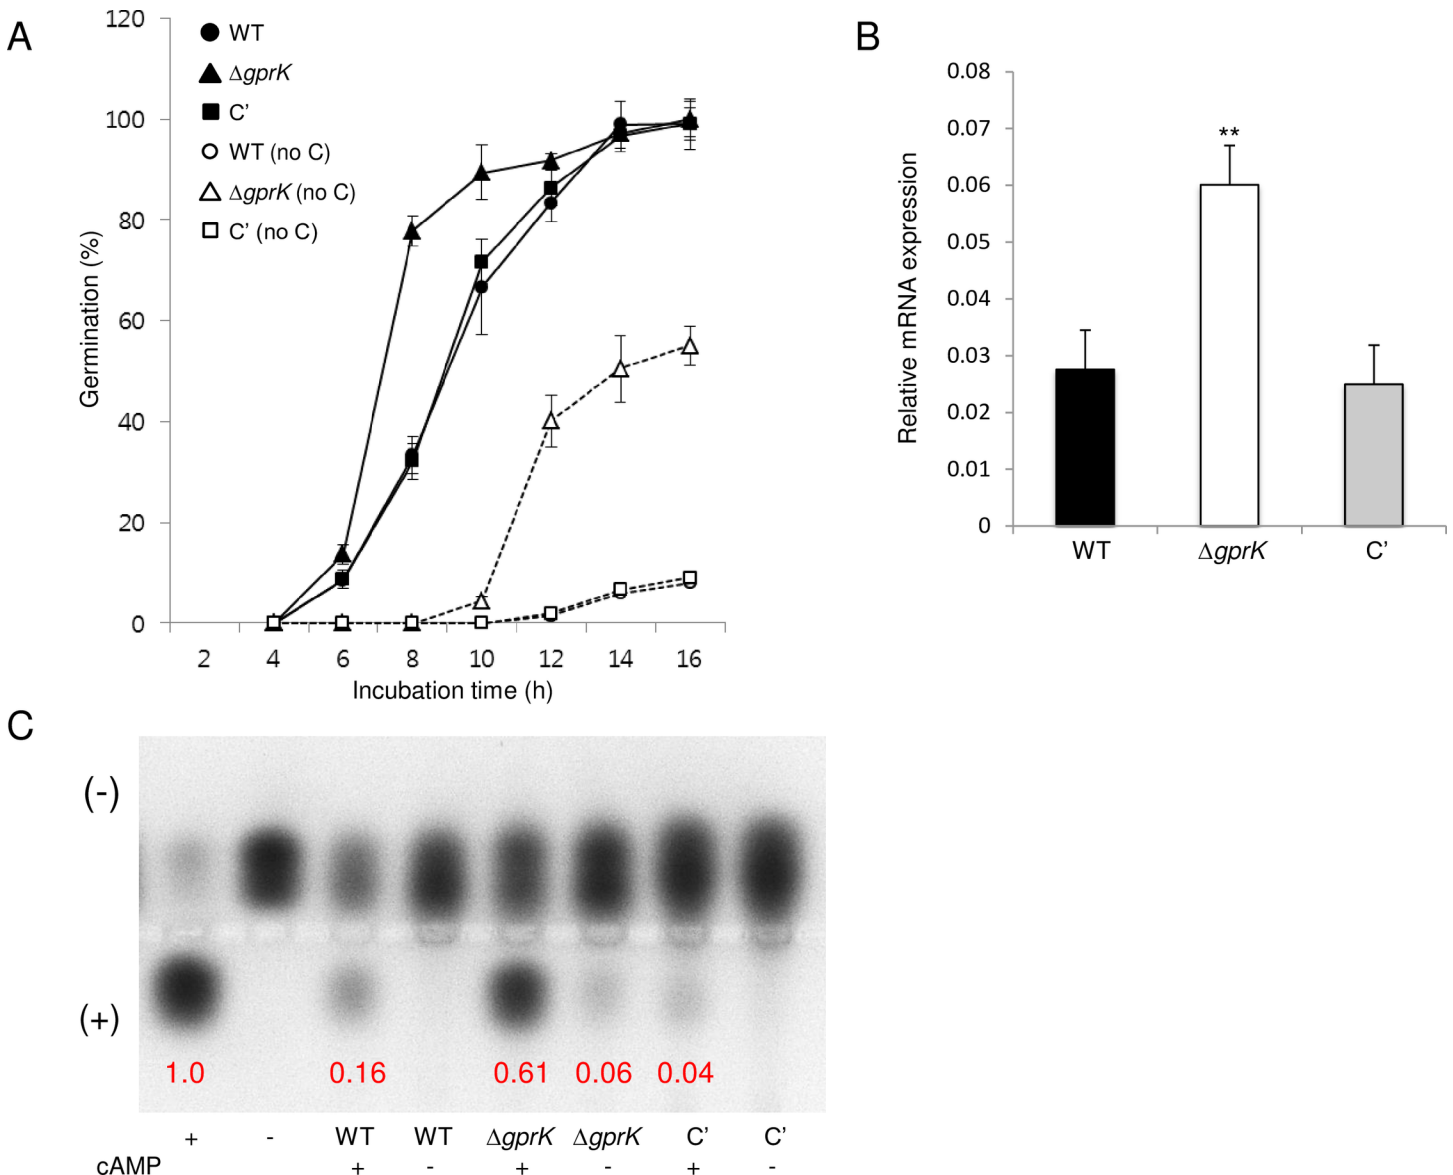 A
120
100
80
60
40
20
0
Germination (%)
WT
ΔgprK
C’
WT (no C)
ΔgprK (no C)
C’ (no C)
2 4 6 8 10 12 14 16
Incubation time (h)
B
0.08
0.07
0.06
0.05
0.04
0.03
0.02
0.01
0
Relative mRNA expression
**
WT ΔgprK C’
C
(-)
(+)
1.0 0.16 0.61 0.06 0.04
+ - WT WT ΔgprK ΔgprK C’ C’
cAMP + - + - + -